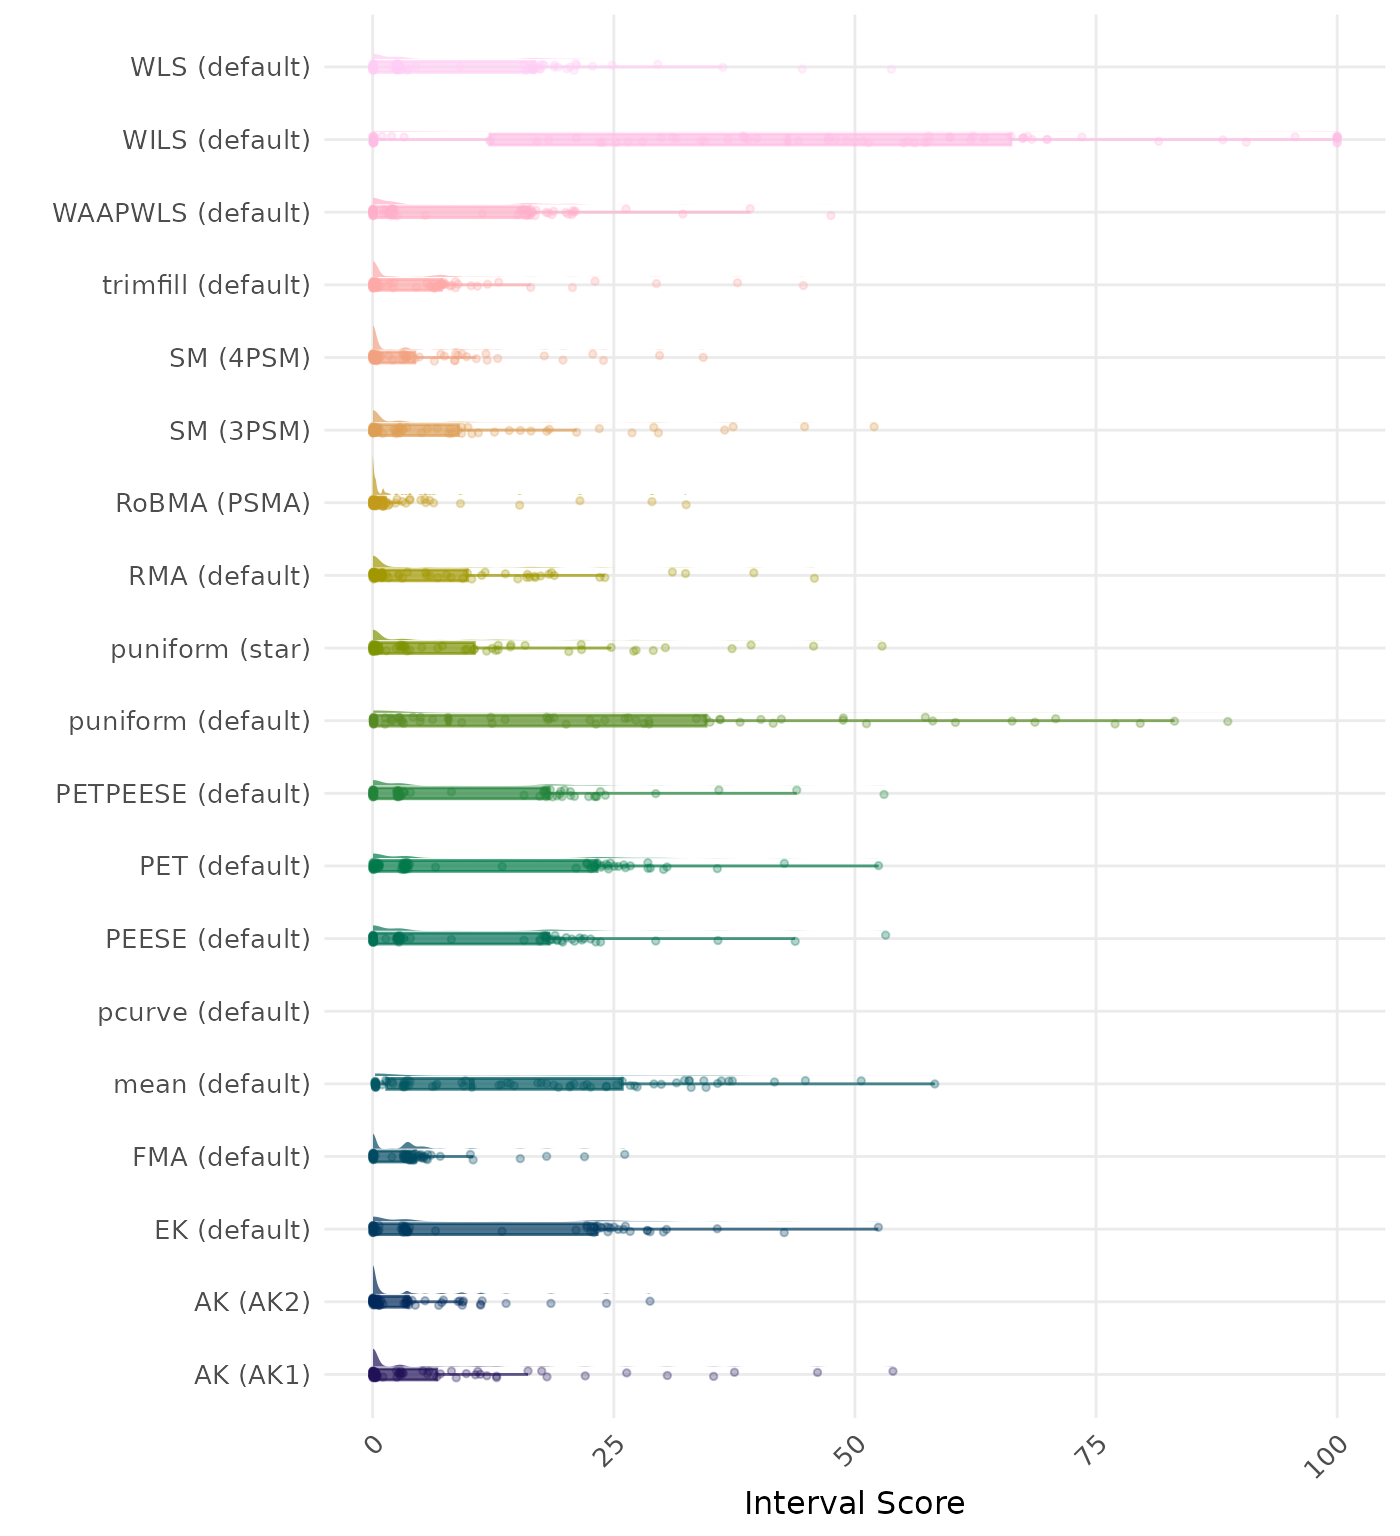 WLS (default)
WILS (default)
WAAPWLS (default)
trimfill (default)
SM (4PSM)
SM (3PSM)
RoBMA (PSMA)
RMA (default)
puniform (star)
puniform (default)
PETPEESE (default)
PET (default)
PEESE (default)
pcurve (default)
mean (default)
FMA (default)
EK (default)
AK (AK2)
AK (AK1)
0 25 50 75 100
Interval Score